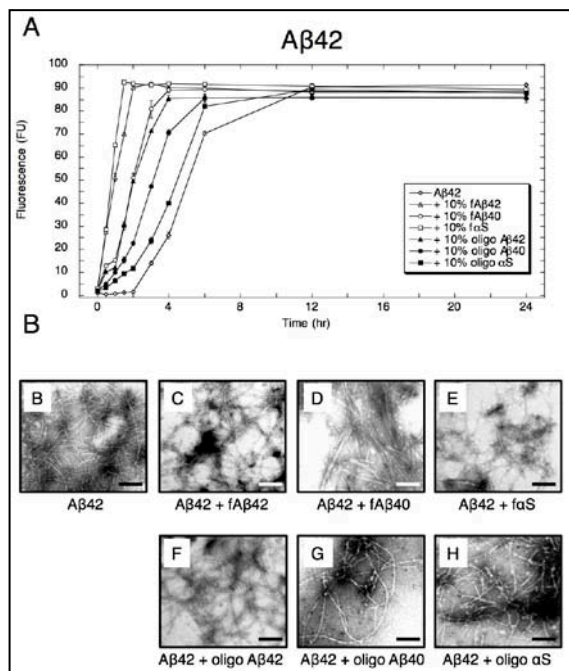 A
Aβ42
Fluorescence (FU)
100
90
80
70
60
50
40
30
20
10
0
0
4
8
12
16
20
24
Time (hr)
Aβ42
+ 10% fAβ42
+ 10% fAβ40
+ 10% fαS
+ 10% oligo Aβ42
+ 10% oligo Aβ40
+ 10% oligo αS
B
B
C
D
E
Aβ42
Aβ42 + fAβ42
Aβ42 + fAβ40
Aβ42 + fαS
F
G
H
Aβ42 + oligo Aβ42
Aβ42 + oligo Aβ40
Aβ42 + oligo αS